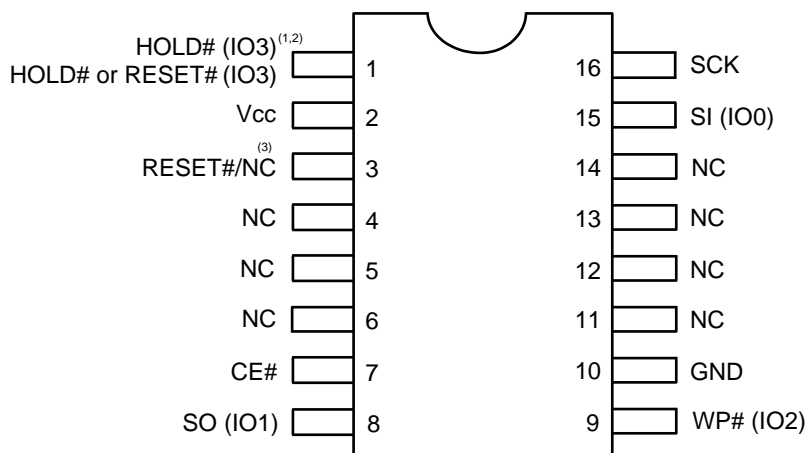 HOLD# (IO3)(1,2)
HOLD# or RESET# (IO3)
1
16
SCK
Vcc
2
15
SI (IO0)
RESET#/NC(3)
3
14
NC
NC
4
13
NC
NC
5
12
NC
NC
6
11
NC
CE#
7
10
GND
SO (IO1)
8
9
WP# (IO2)